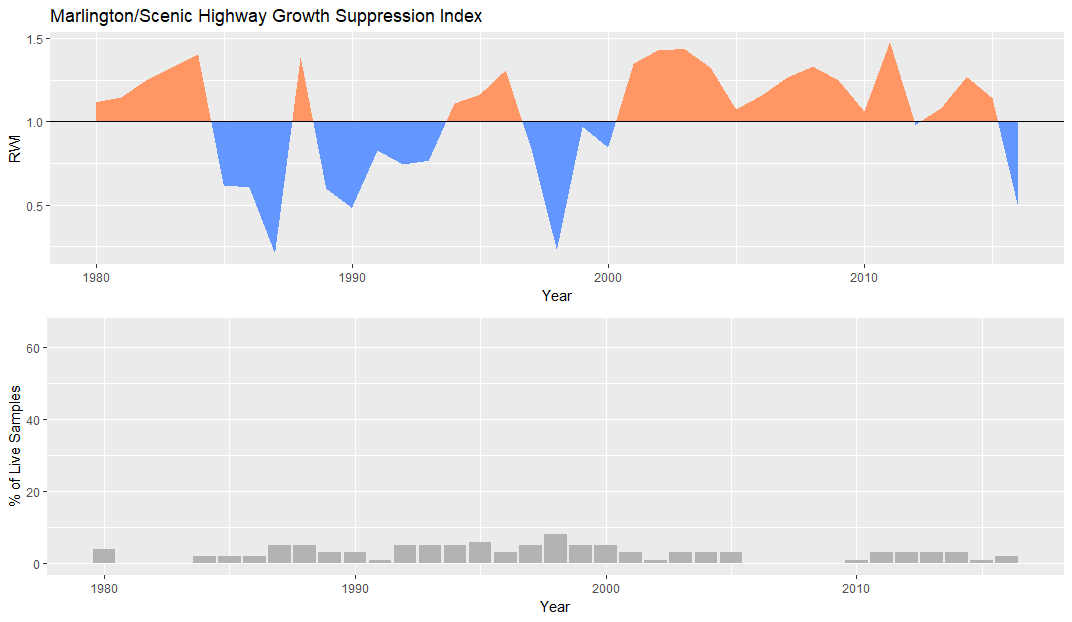 Marlington/Scenic Highway Growth Suppression Index
1.5
1.0
0.5
RWI
1980 1990 2000 2010
Year
60
40
20
0
% of Live Samples
1980 1990 2000 2010
Year